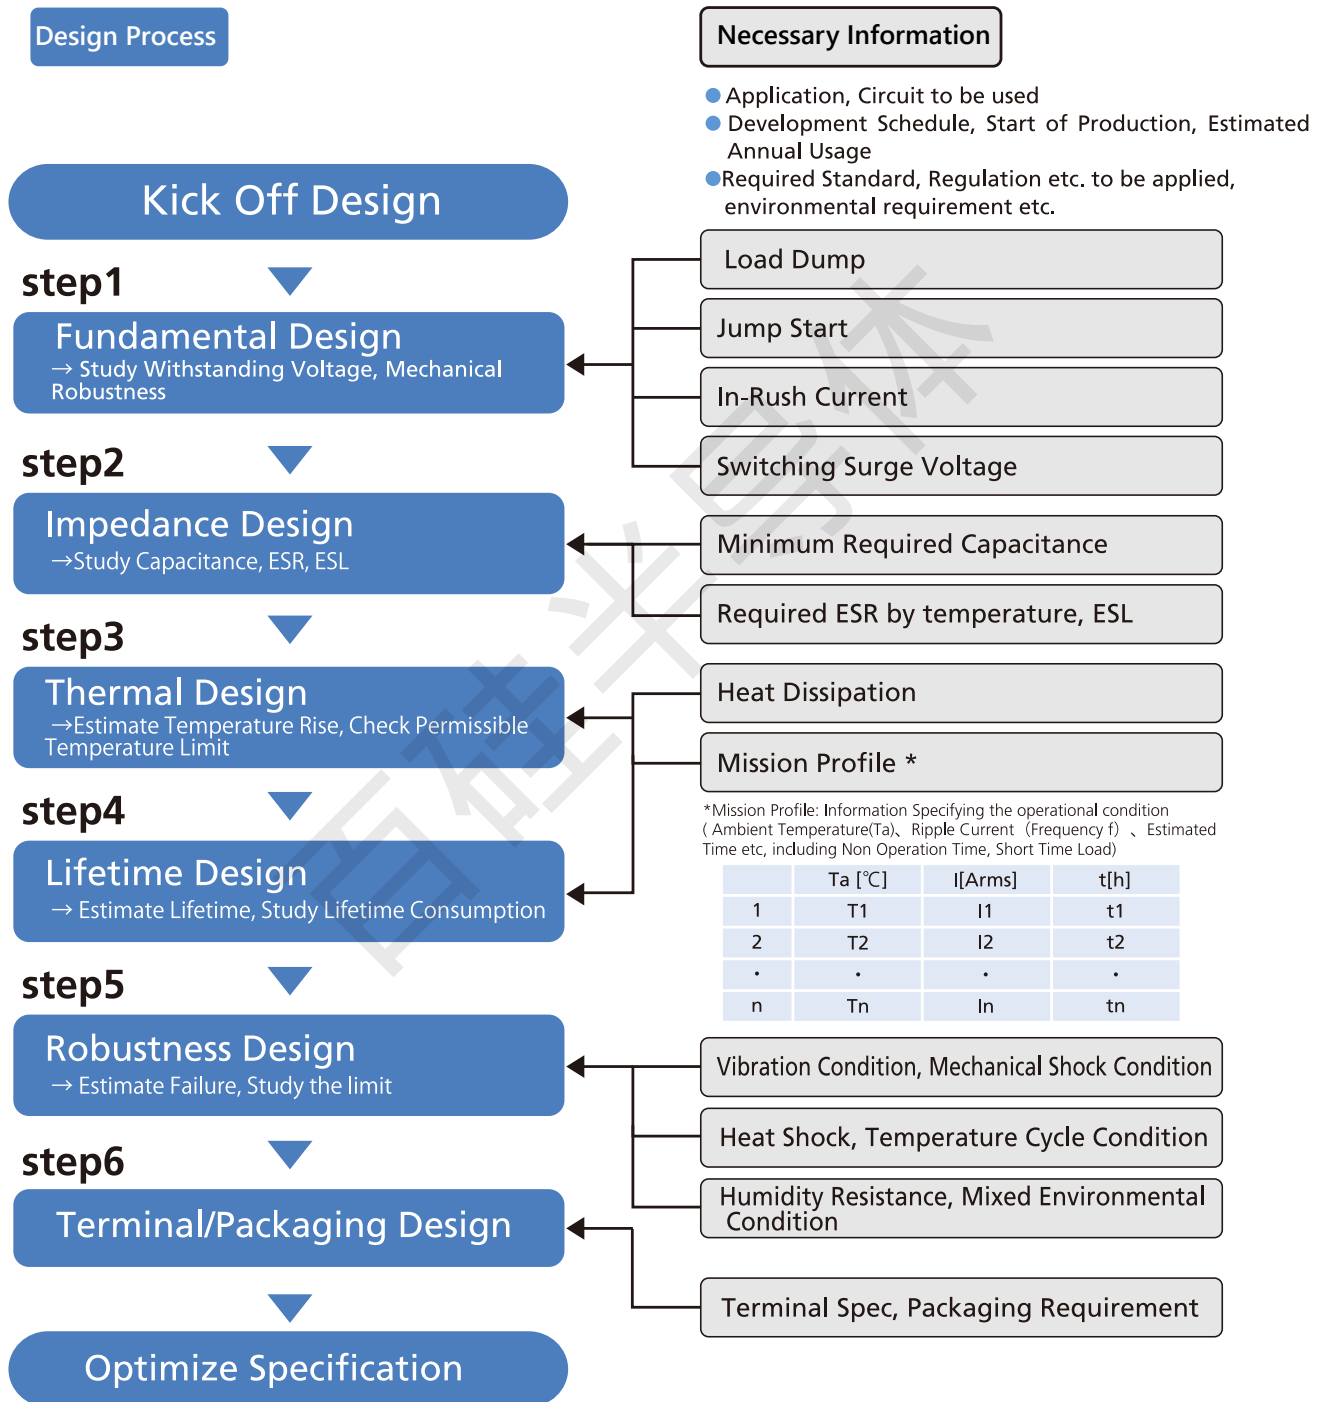 Design Process
Necessary Information
● Application, Circuit to be used
● Development Schedule, Start of Production, Estimated
Annual Usage
●Required Standard, Regulation etc. to be applied,
environmental requirement etc.
Kick Off Design
step1
Fundamental Design
→ Study Withstanding Voltage, Mechanical
Robustness
Load Dump
Jump Start
In-Rush Current
Switching Surge Voltage
step2
Impedance Design
→Study Capacitance, ESR, ESL
Minimum Required Capacitance
Required ESR by temperature, ESL
step3
Thermal Design
→Estimate Temperature Rise, Check Permissible
Temperature Limit
Heat Dissipation
Mission Profile *
*Mission Profile: Information Specifying the operational condition
( Ambient Temperature(Ta)、Ripple Current（Frequency f）、Estimated
Time etc, including Non Operation Time, Short Time Load)
step4
Lifetime Design
→ Estimate Lifetime, Study Lifetime Consumption
Ta [℃] I[Arms] t[h]
1 T1 I1 t1
2 T2 I2 t2
・ ・ ・ ・
n Tn In tn
step5
Robustness Design
→ Estimate Failure, Study the limit
Vibration Condition, Mechanical Shock Condition
Heat Shock, Temperature Cycle Condition
Humidity Resistance, Mixed Environmental
Condition
step6
Terminal/Packaging Design
Terminal Spec, Packaging Requirement
Optimize Specification
百硅半导体